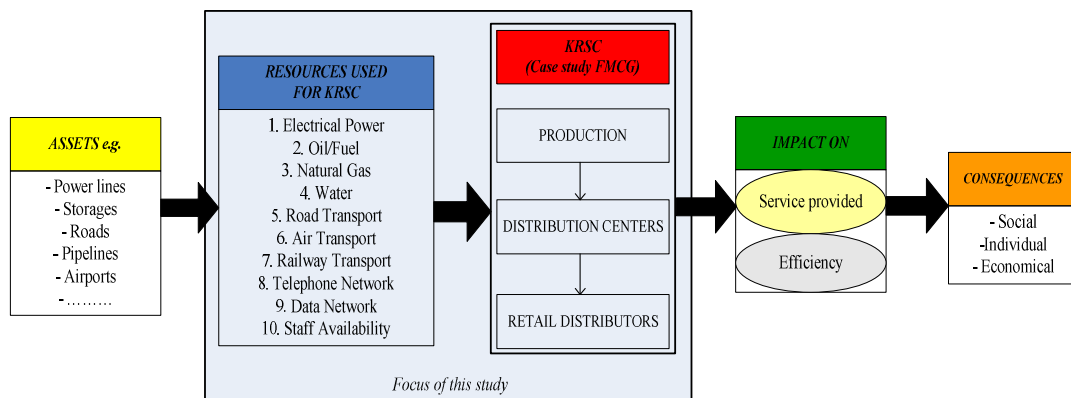 ASSETS e.g.
- Power lines
- Storages
- Roads
- Pipelines
- Airports
- ………
RESOURCES USED
FOR KRSC
1. Electrical Power
2. Oil/Fuel
3. Natural Gas
4. Water
5. Road Transport
6. Air Transport
7. Railway Transport
8. Telephone Network
9. Data Network
10. Staff Availability
KRSC
(Case study FMCG)
PRODUCTION
DISTRIBUTION CENTERS
RETAIL DISTRIBUTORS
Focus of this study
IMPACT ON
Service provided
Efficiency
CONSEQUENCES
- Social
-Individual
- Economical